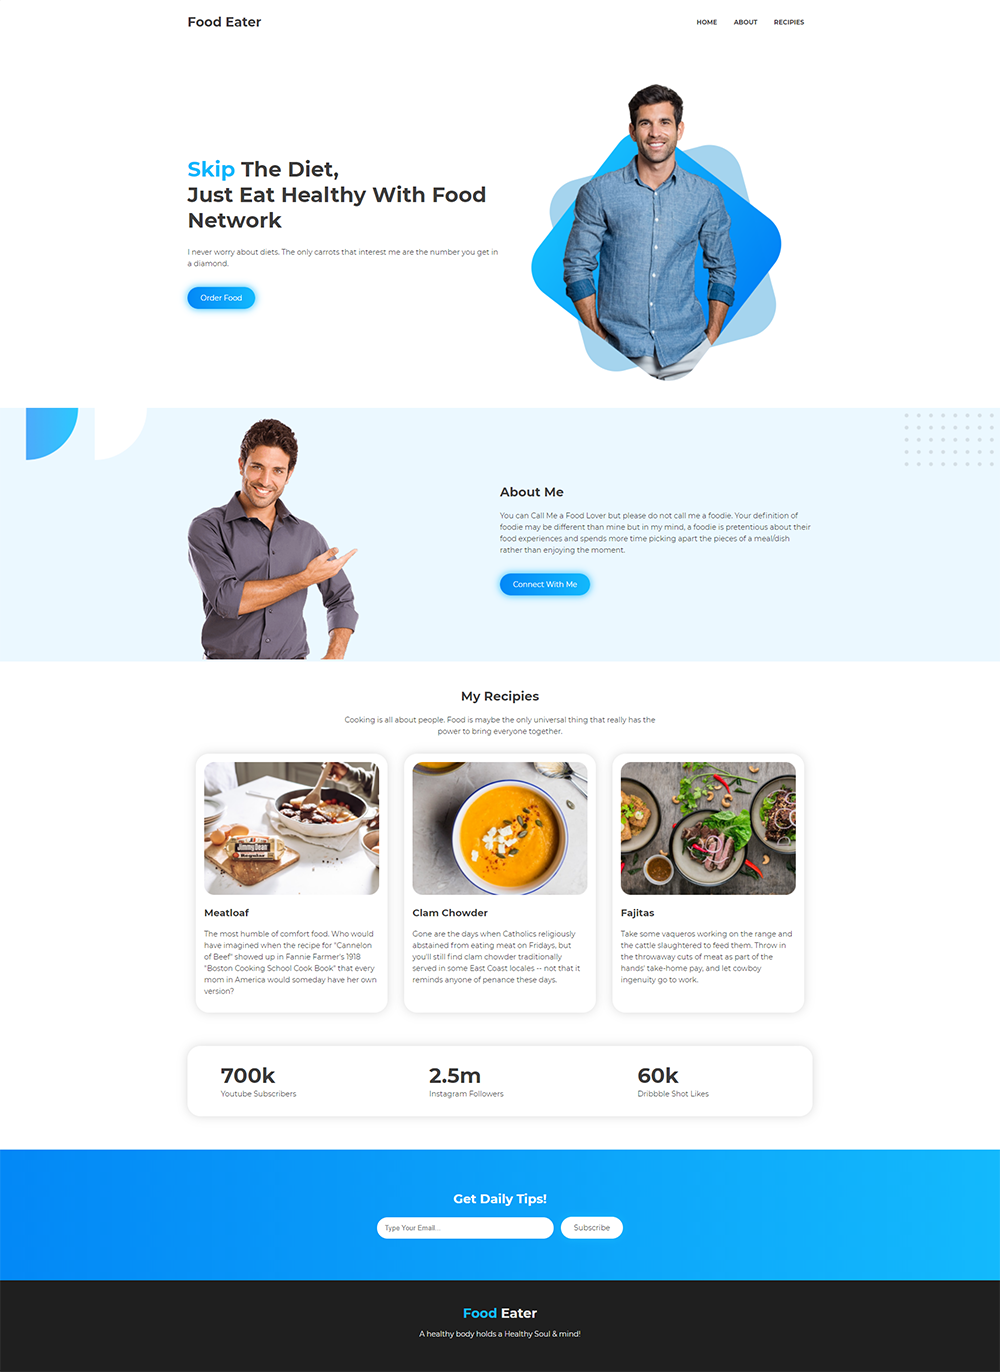 Food Eater
HOME ABOUT RECIPIES
Skip The Diet,
Just Eat Healthy With Food
Network
I never worry about diets. The only carrots that interest me are the number you get in
a diamond.
Order Food
About Me
You can Call Me a Food Lover but please do not call me a foodie. Your definition of
foodie may be different than mine but in my mind, a foodie is pretentious about their
food experiences and spends more time picking apart the pieces of a meal/dish
rather than enjoying the moment.
Connect With Me
My Recipies
Cooking is all about people. Food is maybe the only universal thing that really has the
power to bring everyone together.
Jimmy Dean
Regular
Meatloaf
The most humble of comfort food. Who would
have imagined when the recipe for "Cannelon
of Beef" showed up in Fannie Farmer's 1918
"Boston Cooking School Cook Book" that every
mom in America would someday have her own
version?
Clam Chowder
Gone are the days when Catholics religiously
abstained from eating meat on Fridays, but
you'll still find clam chowder traditionally
served in some East Coast locales -- not that it
reminds anyone of penance these days.
Fajitas
Take some vaqueros working on the range and
the cattle slaughtered to feed them. Throw in
the throwaway cuts of meat as part of the
hands' take-home pay, and let cowboy
ingenuity go to work.
700k
Youtube Subscribers
2.5m
Instagram Followers
60k
Dribbble Shot Likes
Get Daily Tips!
Type Your Email...
Subscribe
Food Eater
A healthy body holds a Healthy Soul & mind!